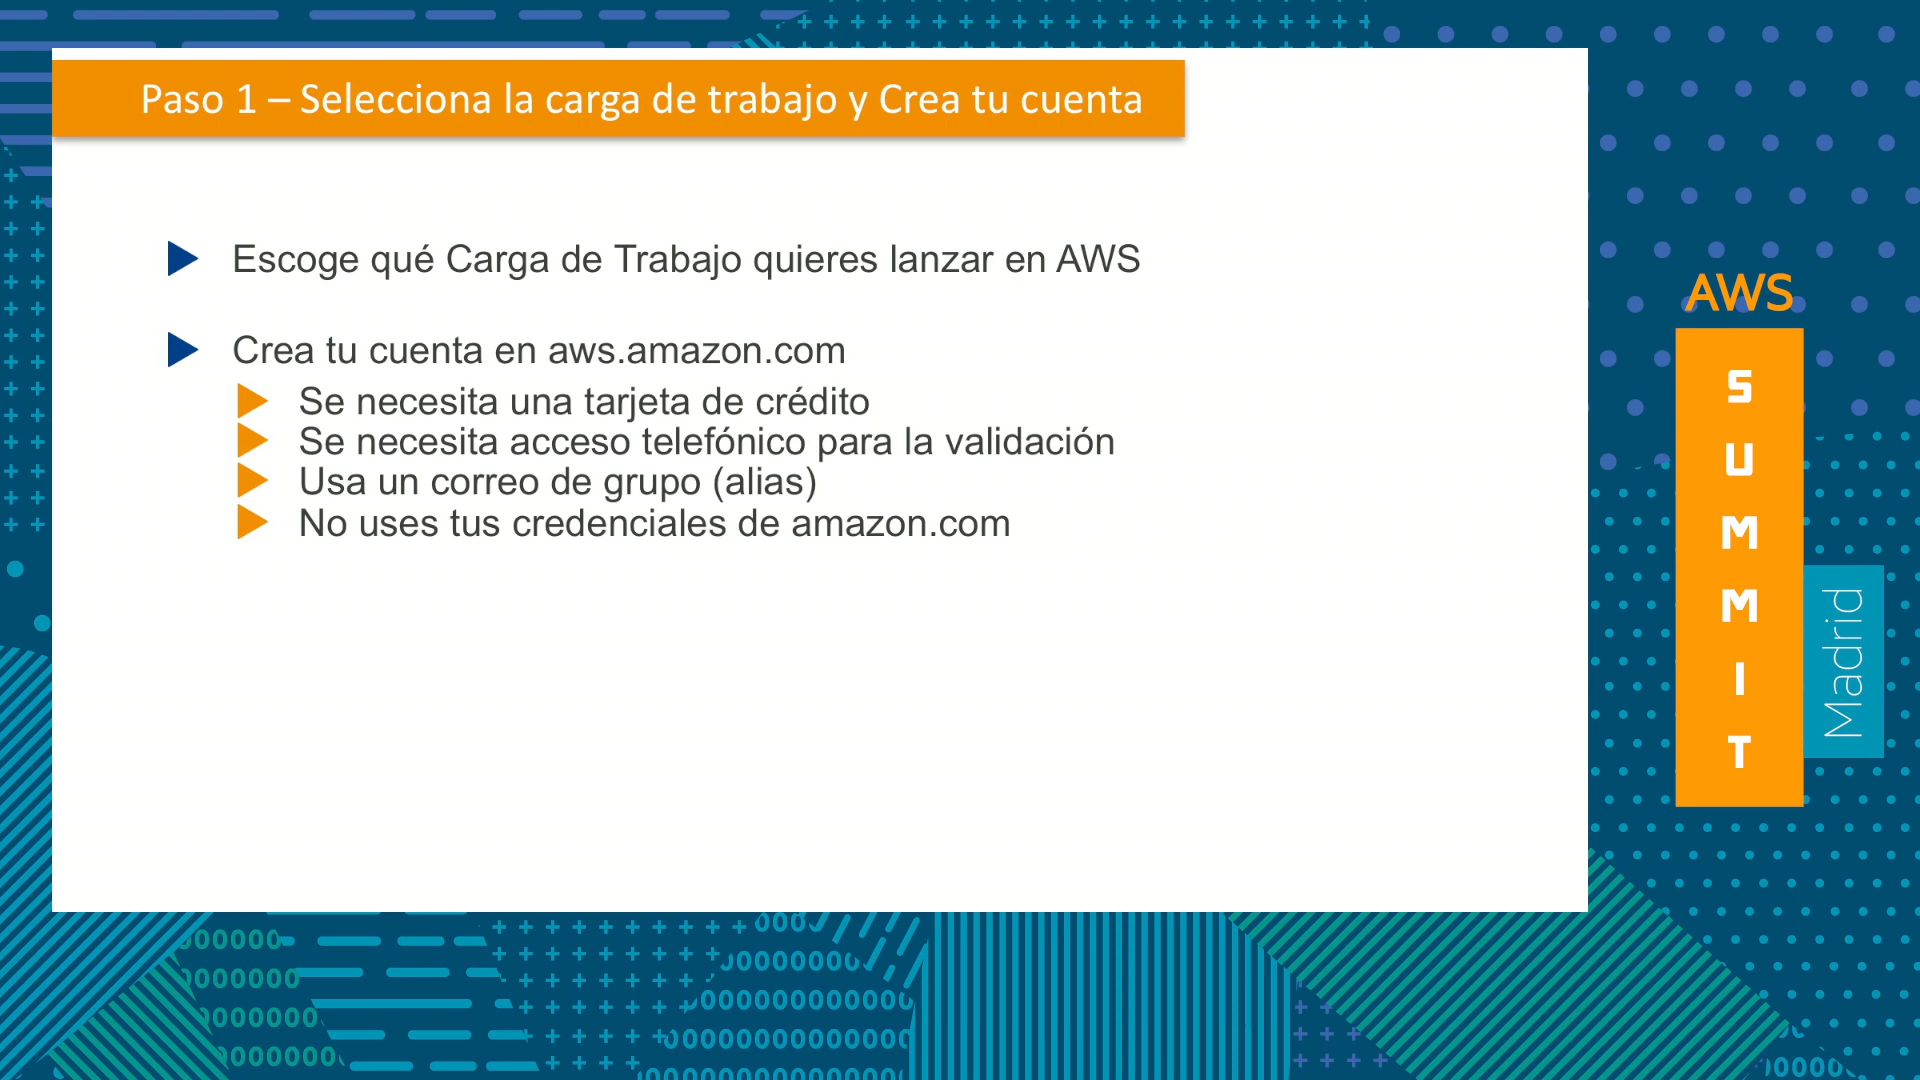 Paso 1 – Selecciona la carga de trabajo y Crea tu cuenta
Escoge qué Carga de Trabajo quieres lanzar en AWS
Crea tu cuenta en aws.amazon.com
Se necesita una tarjeta de crédito
Se necesita acceso telefónico para la validación
Usa un correo de grupo (alias)
No uses tus credenciales de amazon.com
AWS
SUMMIT
Madrid